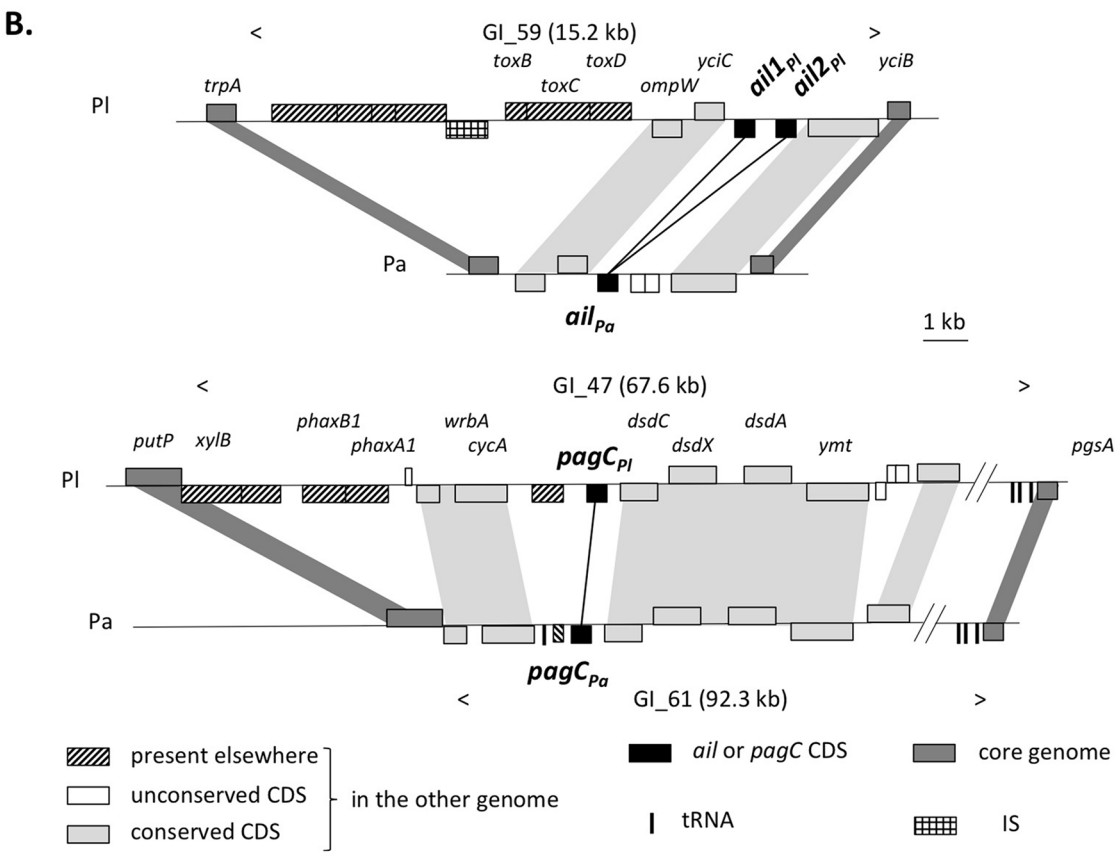 B.
< GI_59 (15.2 kb) >
toxB toxD yciC ail1Pl ail2Pl yciB
trpA toxC ompW
Pl
Pa
ailPa
1 kb
< GI_47 (67.6 kb) >
phaxB1 wrbA dsdC dsdA
putP xylB phaxA1 cycA pagCPl dsdX ymt pgsA
Pl
Pa
pagCPa
< GI_61 (92.3 kb) >
present elsewhere
unconserved CDS
conserved CDS
in the other genome
ail or pagC CDS
core genome
tRNA
IS